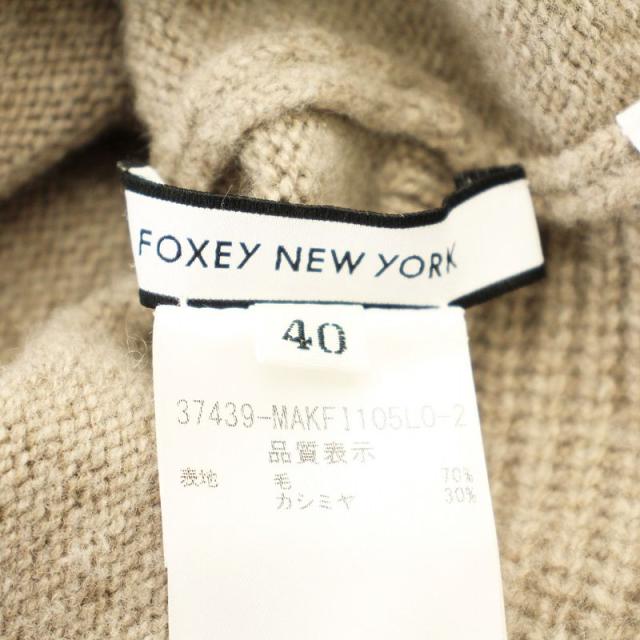 FOXEY NEW YORK
40
37439-MAKF1105L0-2
品質表示
表地 毛 70%
カシミヤ 30%